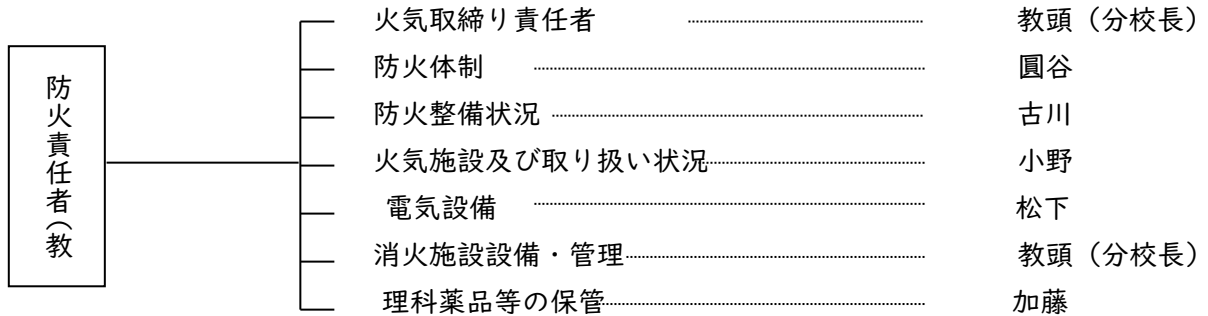 防火責任者(教
火気取締り責任者 教頭(分校長)
防火体制 圓谷
防火整備状況 古川
火気施設及び取り扱い状況 小野
電気設備 松下
消火施設設備・管理 教頭(分校長)
理科薬品等の保管 加藤